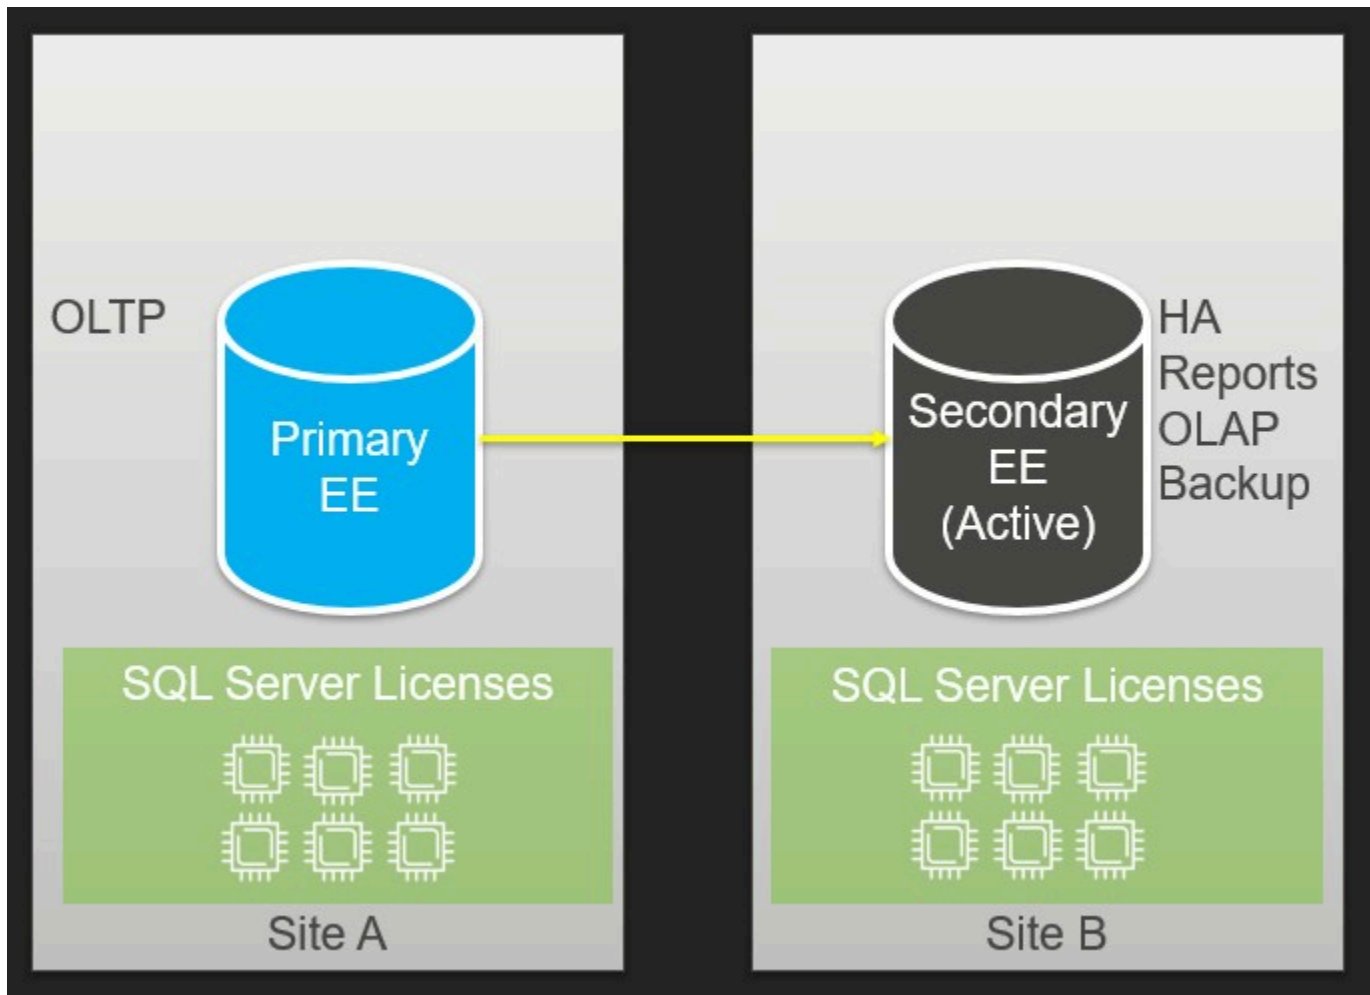 OLTP
Primary
EE
SQL Server Licenses
Site A
Secondary
EE
(Active)
HA
Reports
OLAP
Backup
SQL Server Licenses
Site B